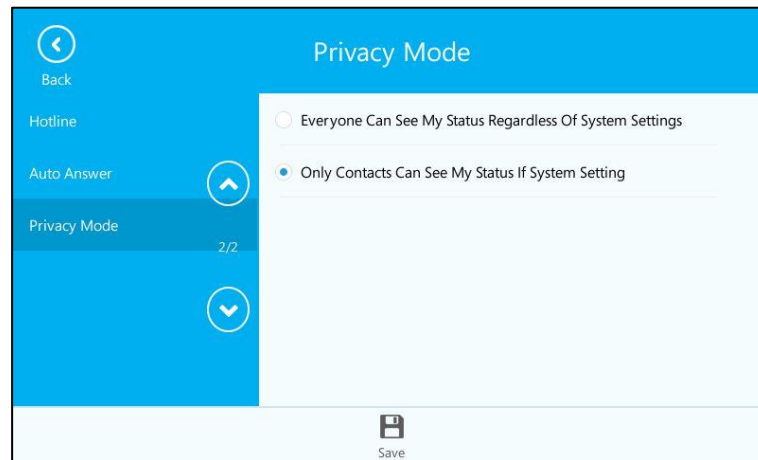 Privacy Mode
Back
Hotline
Auto Answer
Privacy Mode
2/2
Everyone Can See My Status Regardless Of System Settings
Only Contacts Can See My Status If System Setting
Save